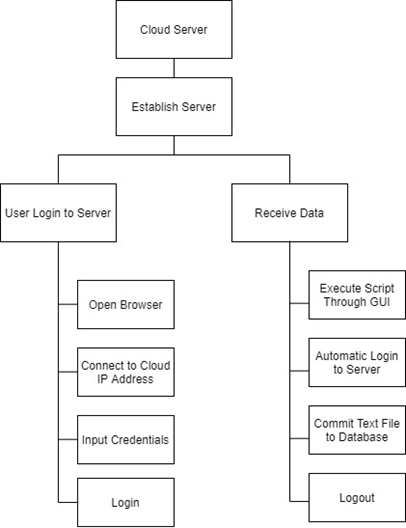 Cloud Server
Establish Server
User Login to Server
Receive Data
Open Browser
Connect to Cloud
IP Address
Input Credentials
Login
Execute Script
Through GUI
Automatic Login
to Server
Commit Text File
to Database
Logout